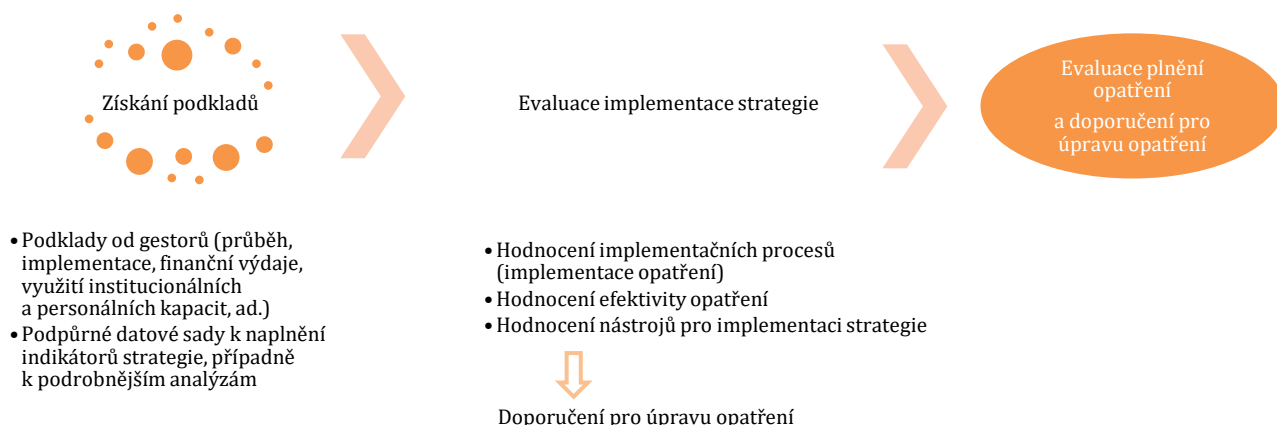 Získání podkladů
Evaluace implementace strategie
Evaluace plnění
opatření
a doporučení pro
úpravu opatření
• Podklady od gestorů (průběh,
implementace, finanční výdaje,
využití institucionálních
a personálních kapacit, ad.)
• Podpůrné datové sady k naplnění
indikátorů strategie, případně
k podrobnějším analýzám
• Hodnocení implementačních procesů
(implementace opatření)
• Hodnocení efektivity opatření
• Hodnocení nástrojů pro implementaci strategie
Doporučení pro úpravu opatření